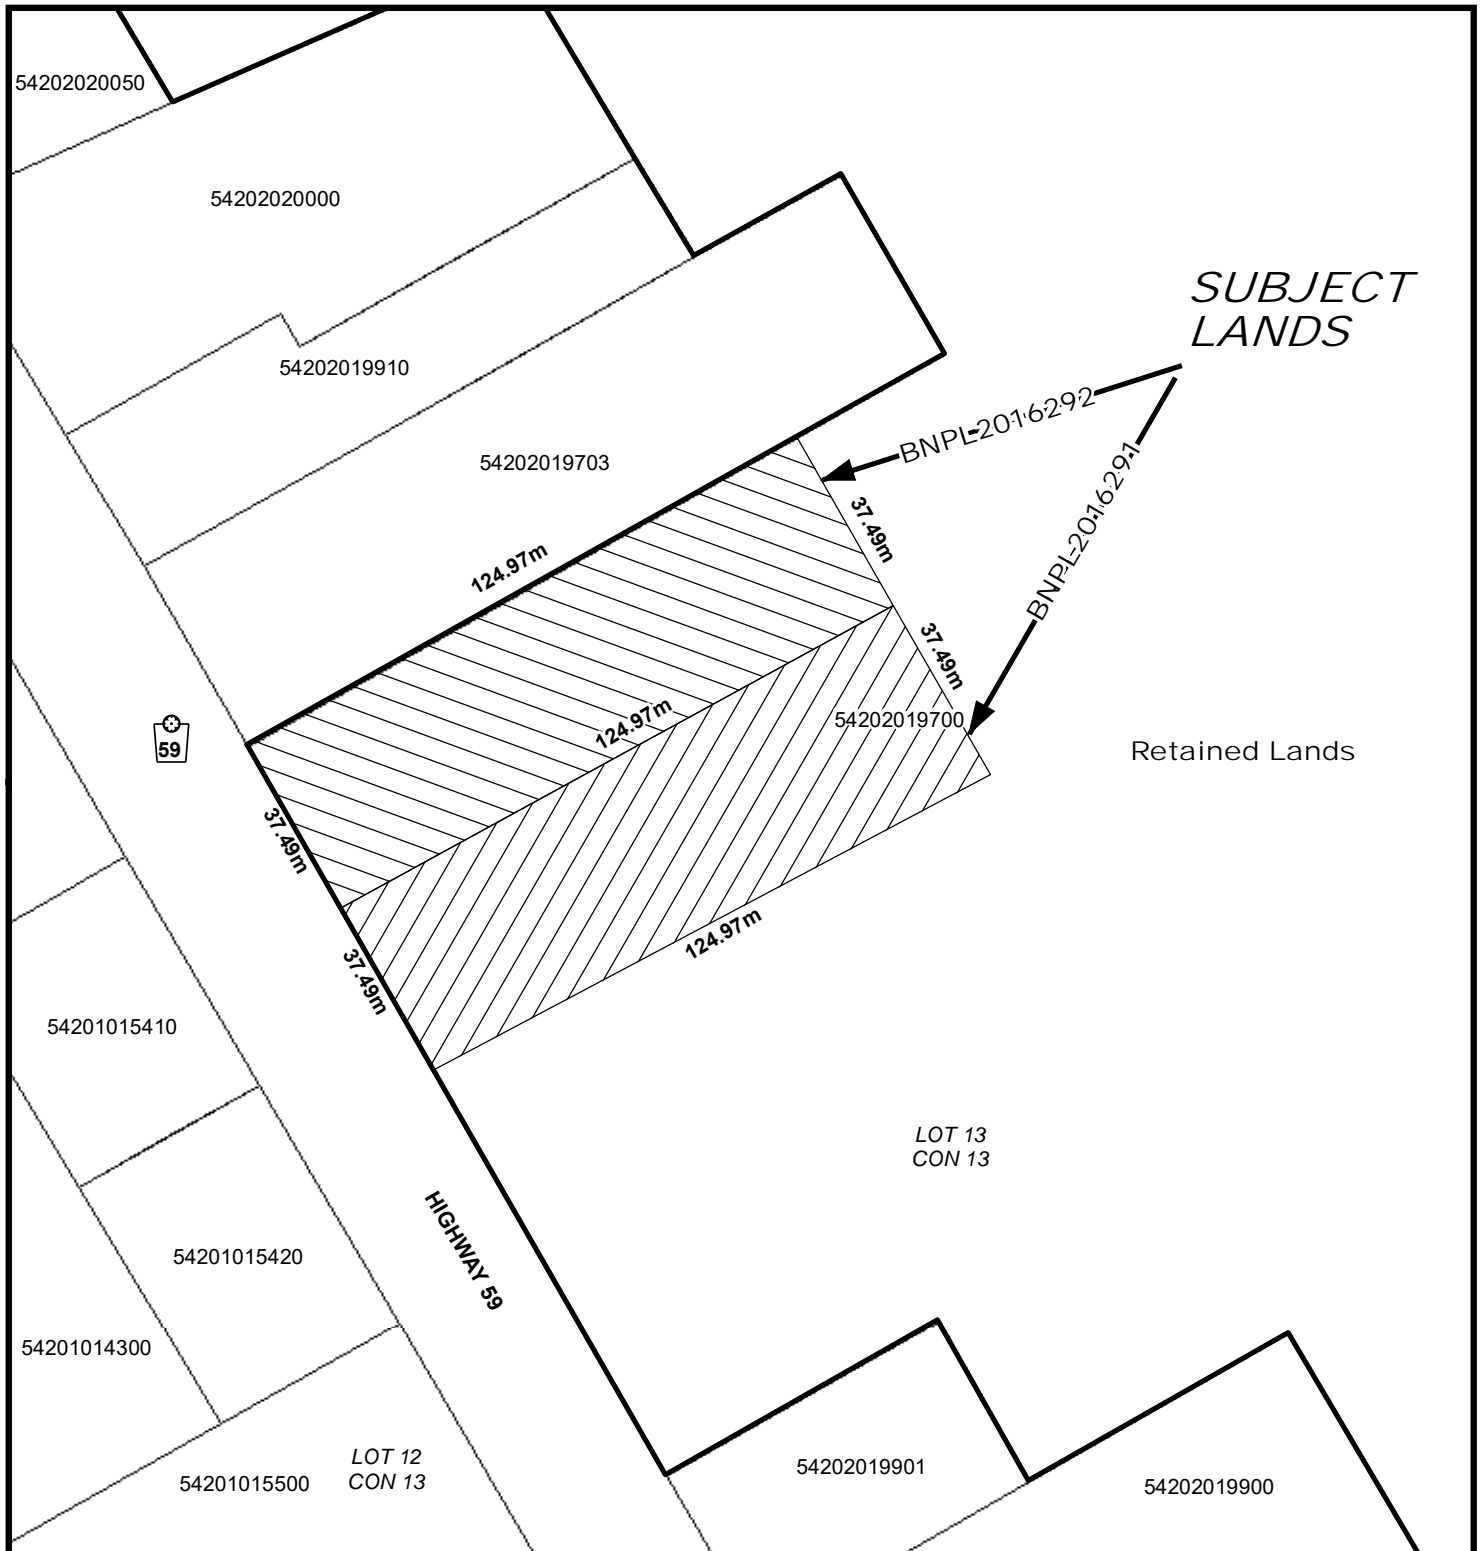 54202020050
54202020000
SUBJECT
LANDS
54202019910
BNPL-2016292
54202019703
BNPL-2016291
37.49m
124.97m
37.49m
124.97m
54202019700
59
Retained Lands
37.49m
124.97m
37.49m
54201015410
LOT 13
CON 13
HIGHWAY 59
54201015420
54201014300
LOT 12
CON 13
54201015500
54202019901
54202019900